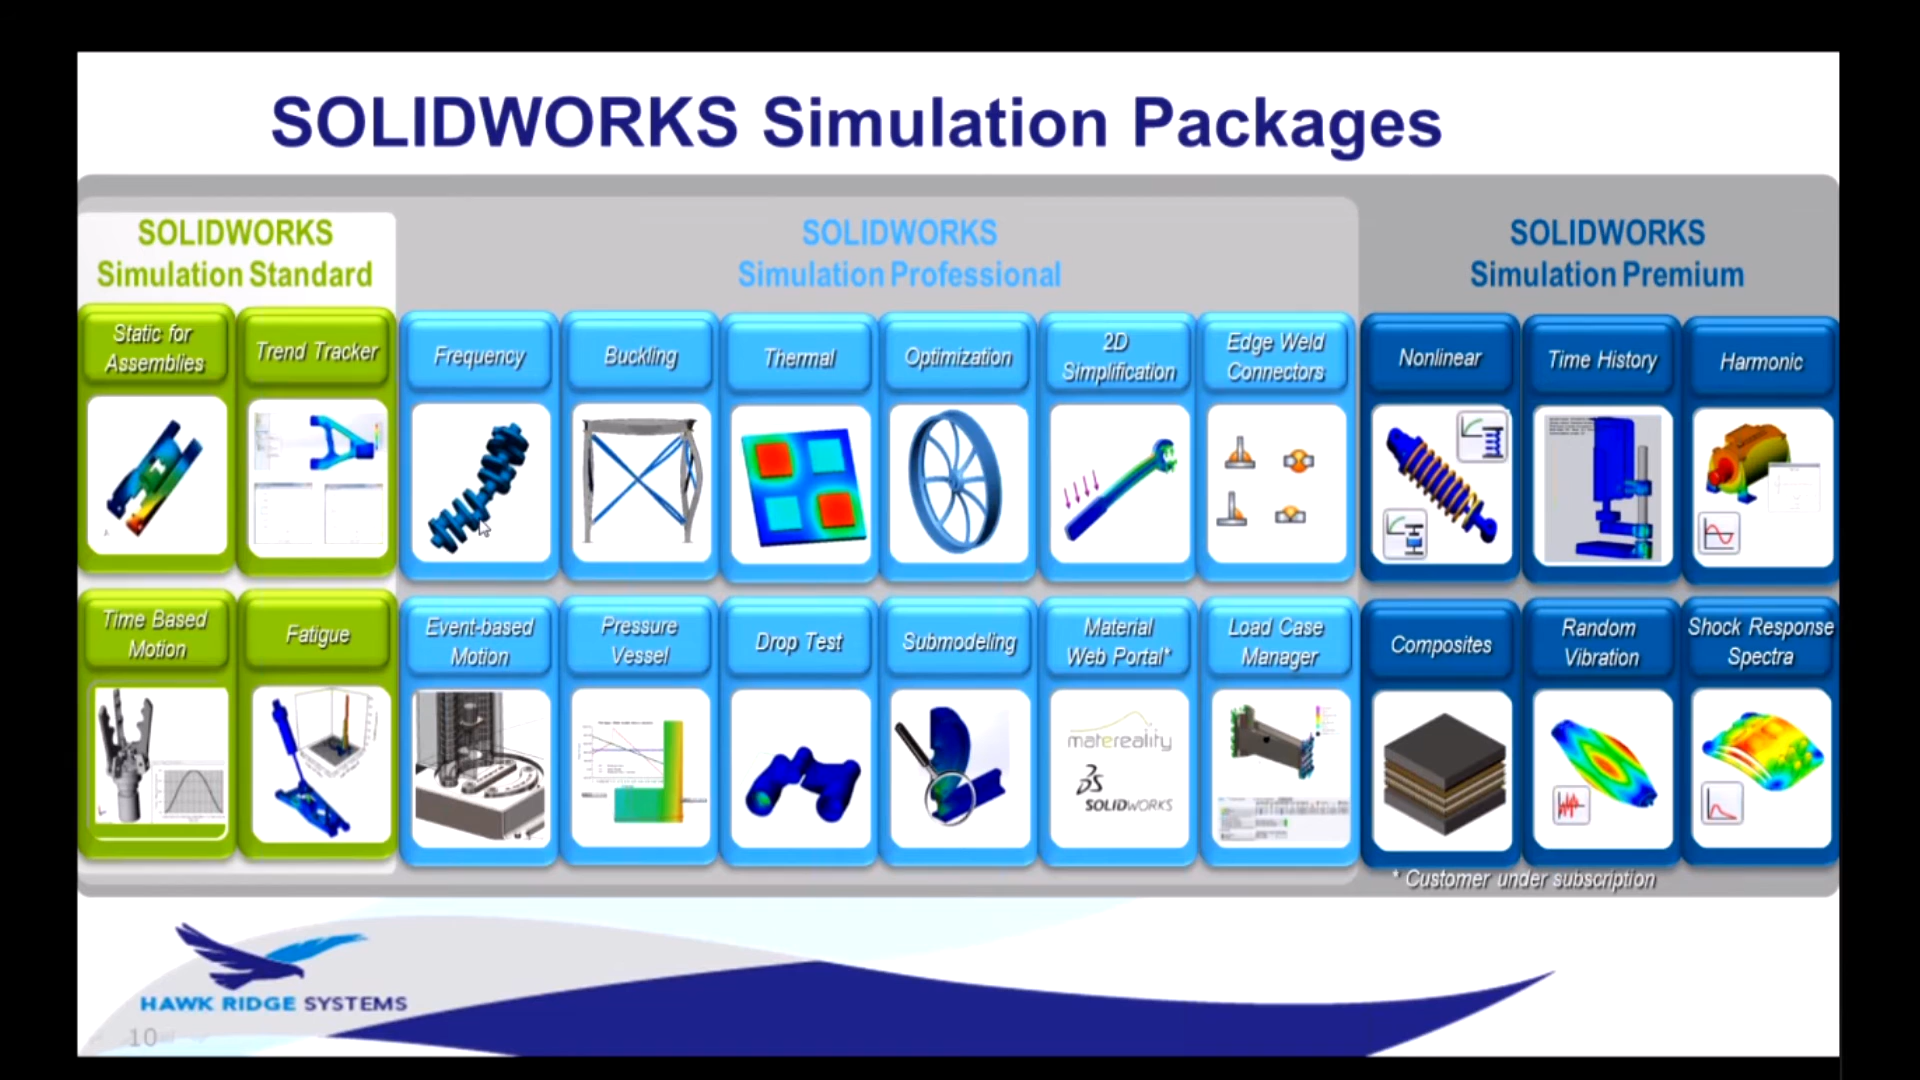 SOLIDWORKS Simulation Packages
SOLIDWORKS
Simulation Standard
SOLIDWORKS
Simulation Professional
SOLIDWORKS
Simulation Premium
Static for
Assemblies
Trend Tracker
Frequency
Buckling
Thermal
Optimization
2D
Simplification
Edge Weld
Connectors
Nonlinear
Time History
Harmonic
Time Based
Motion
Fatigue
Event-based
Motion
Pressure
Vessel
Drop Test
Submodeling
Material
Web Portal*
Load Case
Manager
Composites
Random
Vibration
Shock Response
Spectra
matereality
SOLIDWORKS
* Customer under subscription
HAWK RIDGE SYSTEMS
10